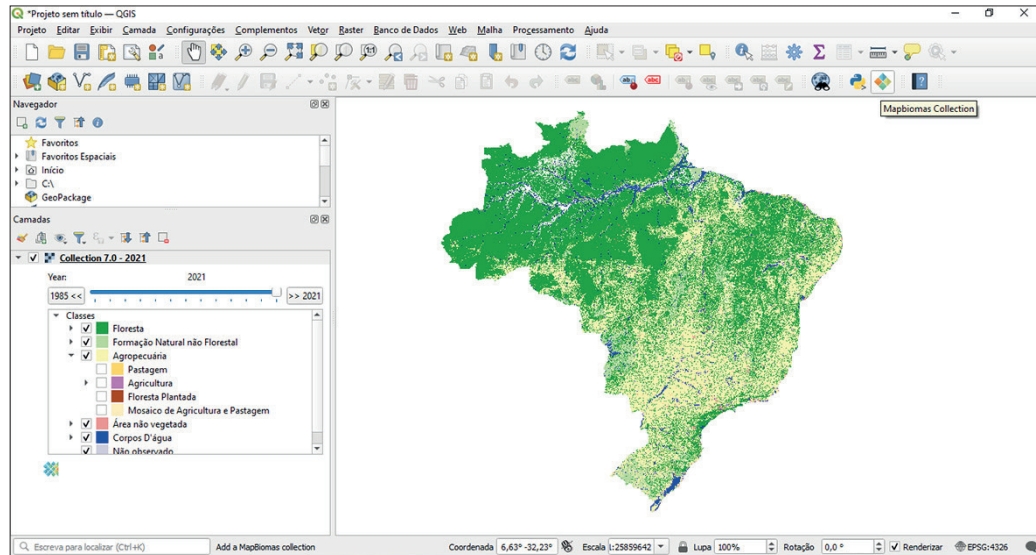 *Projeto sem título — QGIS
Projeto Editar Exibir Camada Configurações Complementos Vetor Raster Banco de Dados Web Malha Processamento Ajuda
abc abc
Mapbiomas Collection
Navegador
Favoritos
Favoritos Espaciais
Início
C:\
GeoPackage
Camadas
Collection 7.0 - 2021
Year: 2021
1985 << >> 2021
Classes
Floresta
Formação Natural não Florestal
Agropecuária
Pastagem
Agricultura
Floresta Plantada
Mosaico de Agricultura e Pastagem
Área não vegetada
Corpos D'água
Não observado
Escreva para localizar (Ctrl+K) Add a MapBiomas collection Coordenada 6,63° -32,23° Escala 1:25859642 Lupa 100% Rotação 0,0 ° Renderizar EPSG:4326